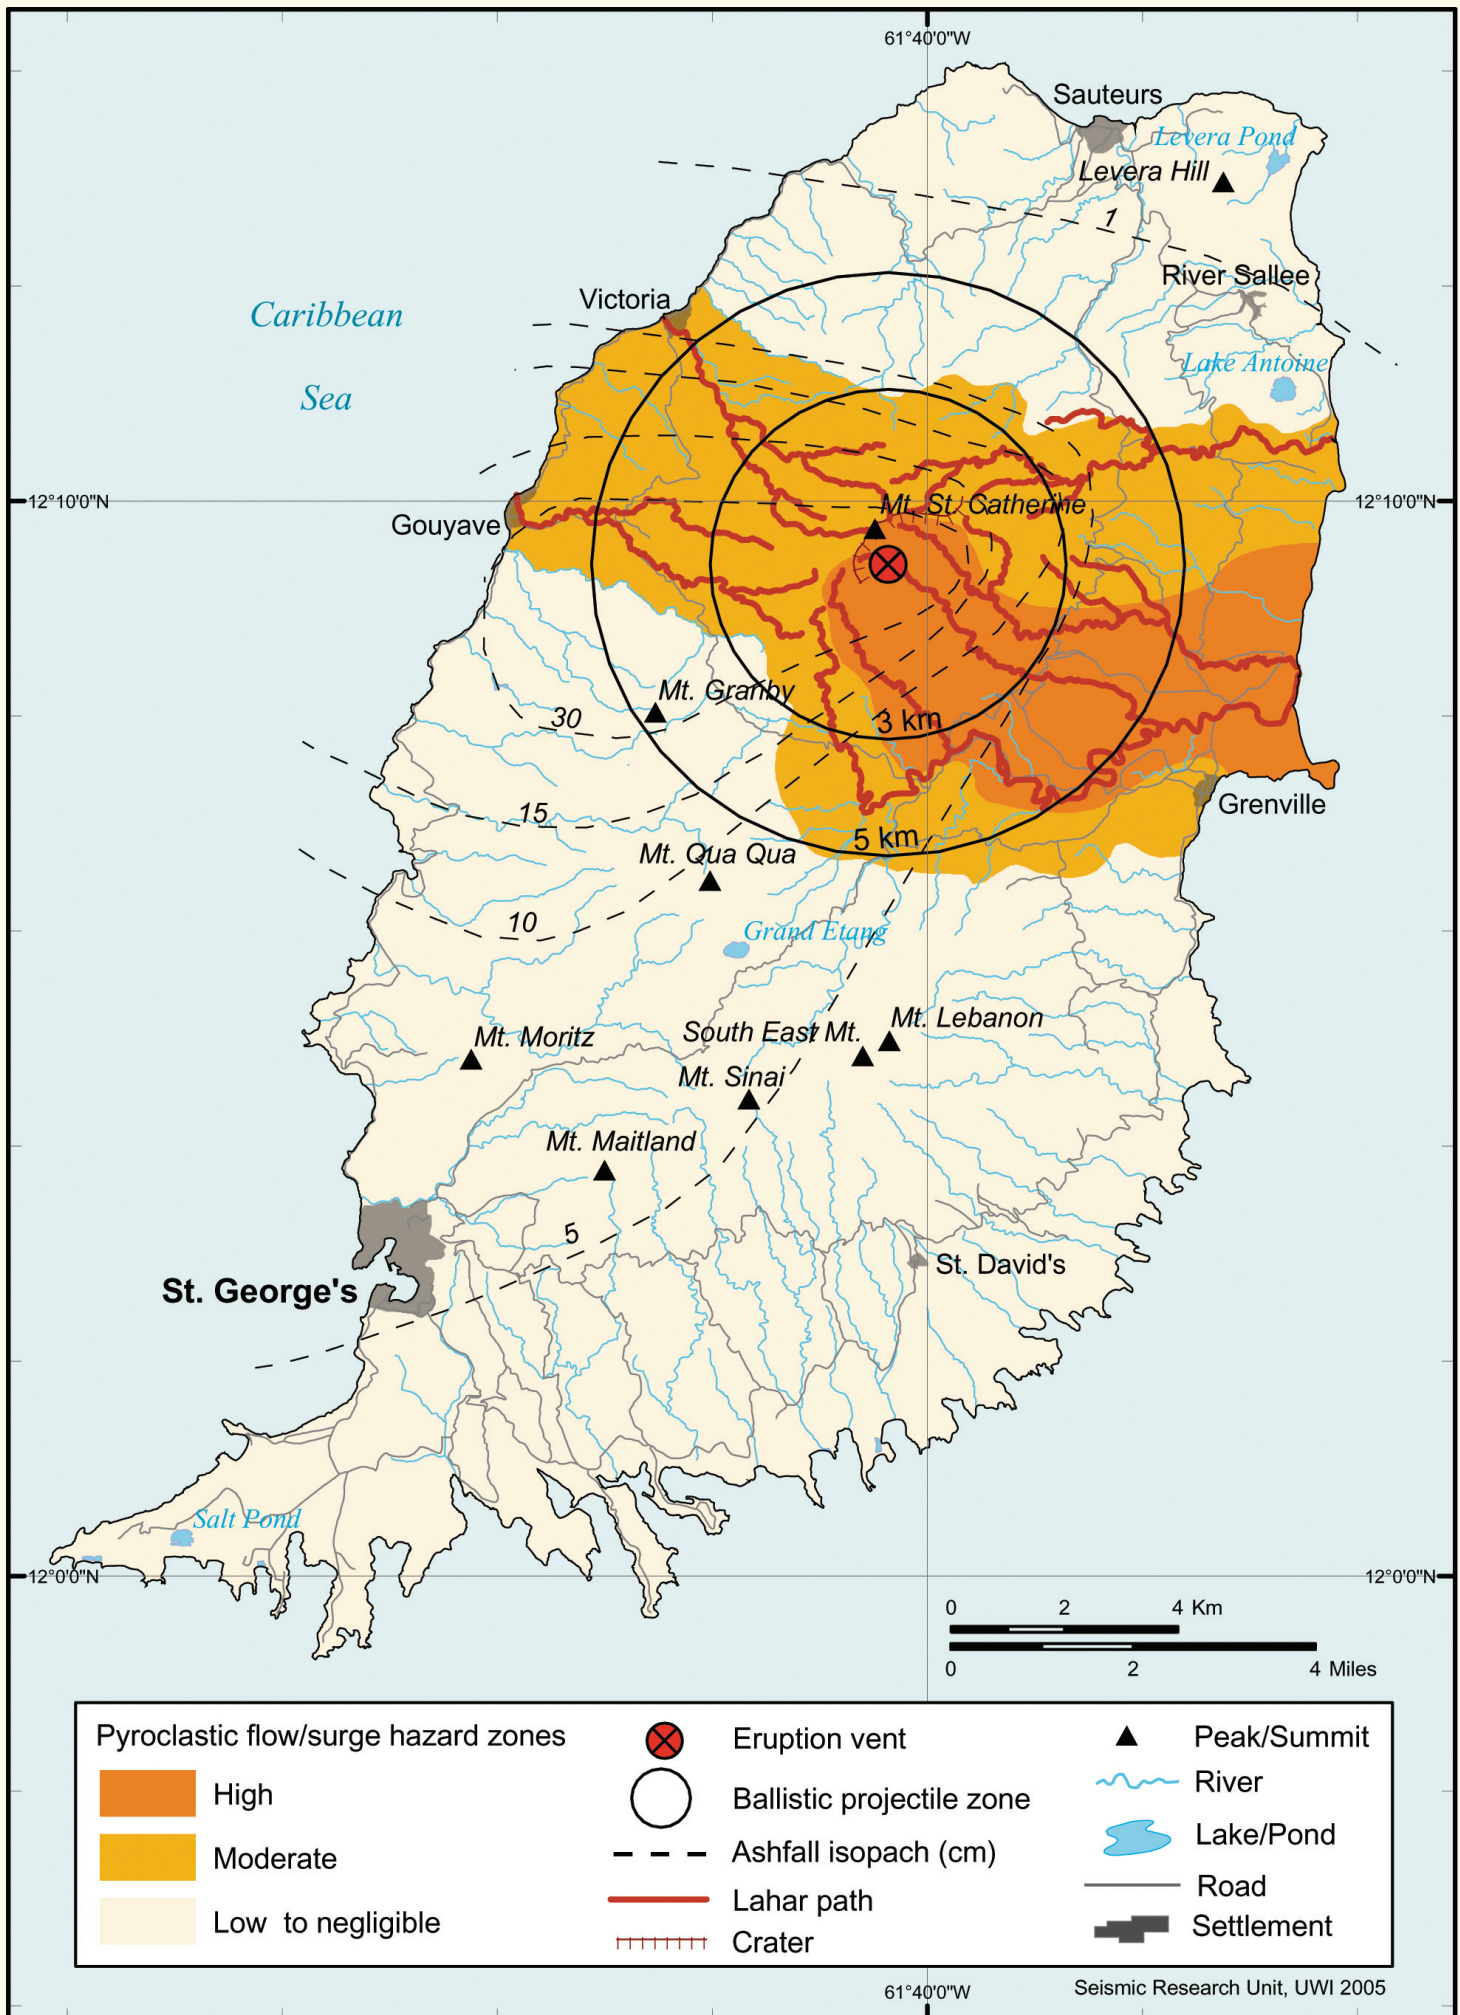 61°40'0"W
Sauteurs
Levera Pond
Levera Hill
1
River Sallee
Victoria
Caribbean
Sea
Lake Antoine
12°10'0"N
12°10'0"N
Mt. St. Catherine
Gouyave
Mt. Granby
30
3 km
15
Grenville
5 km
Mt. Qua Qua
10
Grand Etang
Mt. Lebanon
South East Mt.
Mt. Moritz
Mt. Sinai
Mt. Maitland
5
St. David's
St. George's
Salt Pond
12°0'0"N
12°0'0"N
0 2 4 Km
0 2 4 Miles
Pyroclastic flow/surge hazard zones
High
Moderate
Low to negligible
Eruption vent
Ballistic projectile zone
Ashfall isopach (cm)
Lahar path
Crater
Peak/Summit
River
Lake/Pond
Road
Settlement
61°40'0"W
Seismic Research Unit, UWI 2005